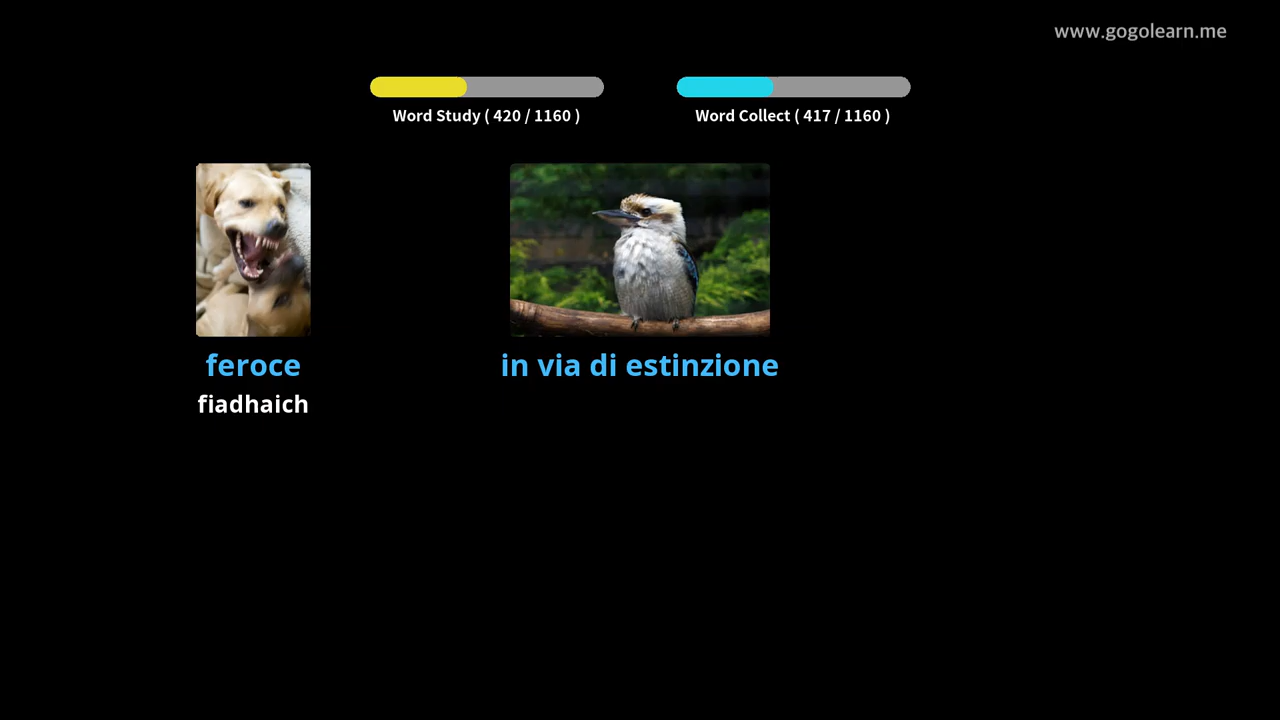 www.gogolearn.me
Word Study ( 420 / 1160 )
Word Collect ( 417 / 1160 )
feroce
fiadhaich
in via di estinzione